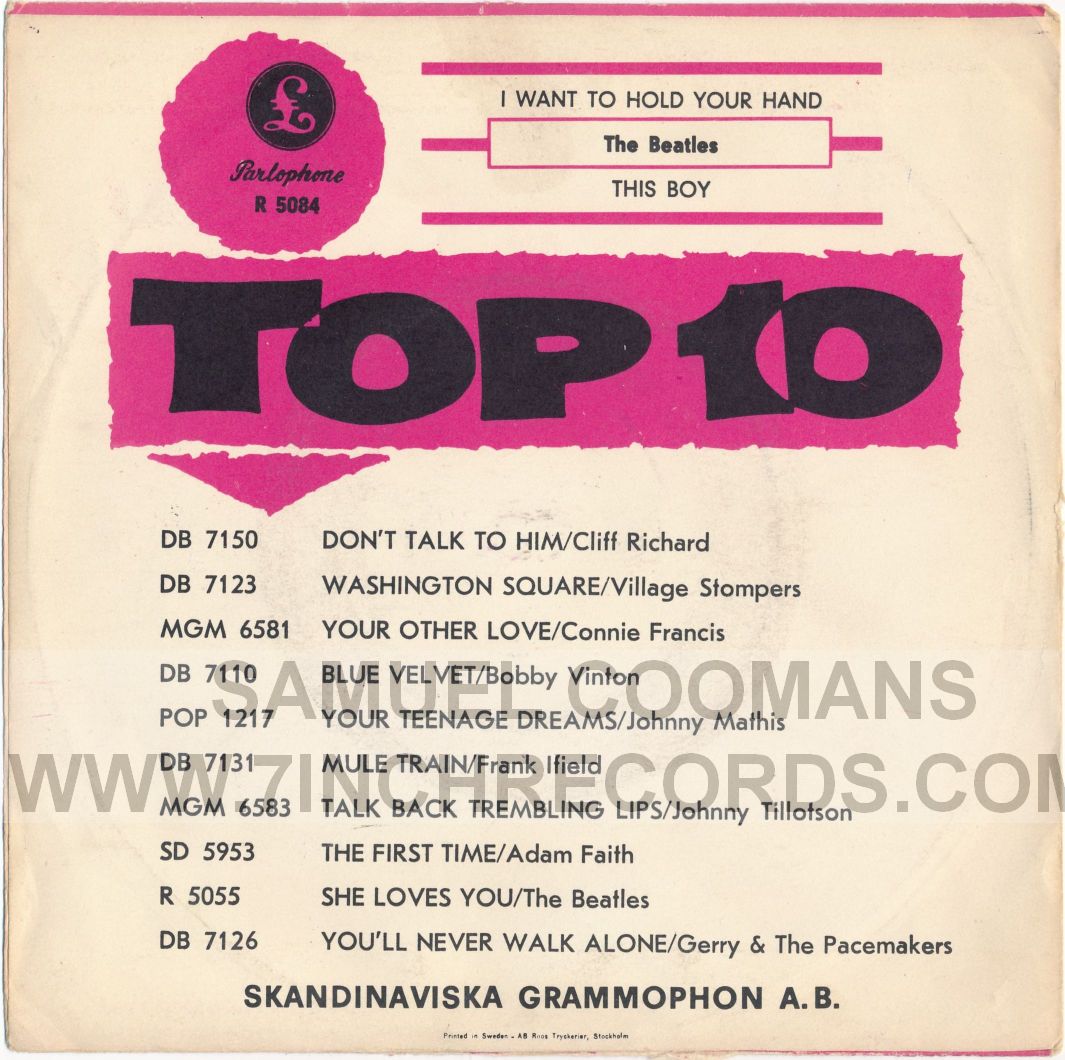 £
Parlophone
R 5084
I WANT TO HOLD YOUR HAND
The Beatles
THIS BOY
TOP 10
DB 7150 DON'T TALK TO HIM/Cliff Richard
DB 7123 WASHINGTON SQUARE/Village Stompers
MGM 6581 YOUR OTHER LOVE/Connie Francis
DB 7110 BLUE VELVET/Bobby Vinton
SAMUEL COOMANS
POP 1217 YOUR TEENAGE DREAMS/Johnny Mathis
DB 7131 MULE TRAIN/Frank Ifield
WWW.7INCHRECORDS.COM
MGM 6583 TALK BACK TREMBLING LIPS/Johnny Tillotson
SD 5953 THE FIRST TIME/Adam Faith
R 5055 SHE LOVES YOU/The Beatles
DB 7126 YOU'LL NEVER WALK ALONE/Gerry & The Pacemakers
SKANDINAVISKA GRAMMOPHON A.B.
Printed in Sweden - AB Roos Tryckerier, Stockholm